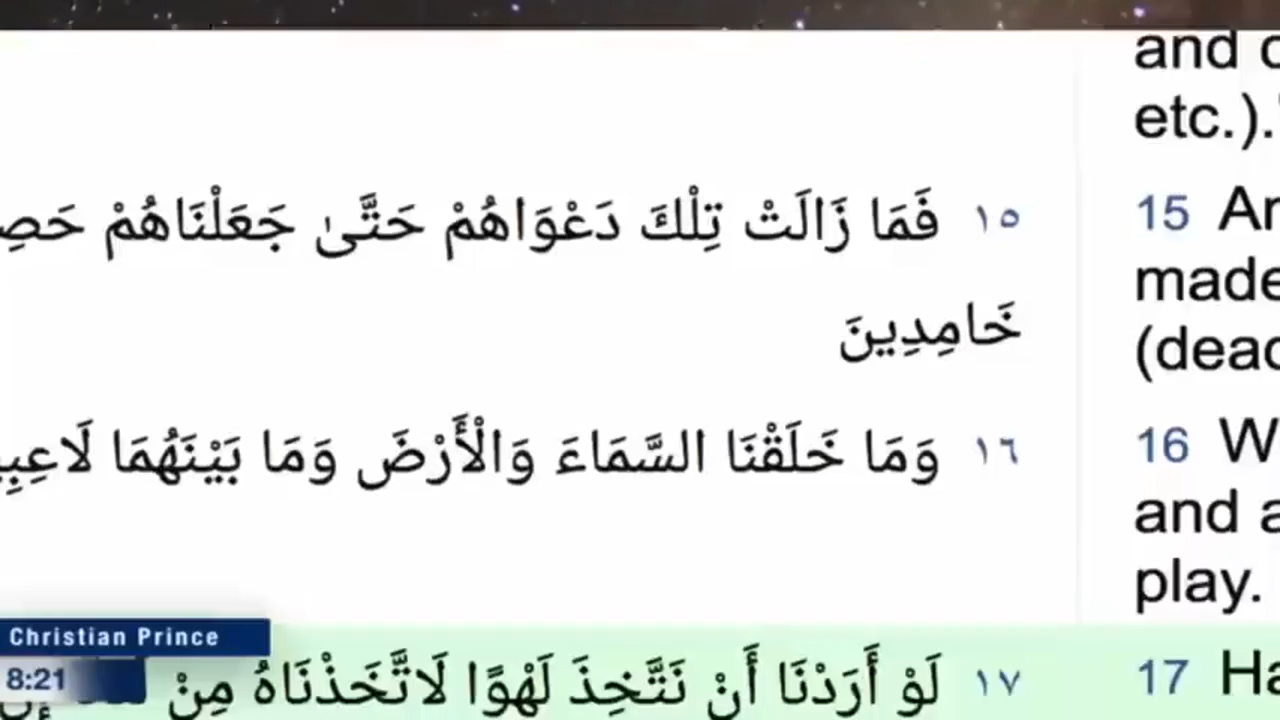 and
etc.).
١٥ فَمَا زَالَتْ تِلْكَ دَعْوَاهُمْ حَتَّىٰ جَعَلْنَاهُمْ
خَامِدِينَ
١٦ وَمَا خَلَقْنَا السَّمَاءَ وَالْأَرْضَ وَمَا بَيْنَهُمَا
١٧ لَوْ أَرَدْنَا أَنْ نَتَّخِذَ لَهْوًا لَاتَّخَذْنَاهُ مِنْ
15
made
16
and
play.
17
Christian Prince
8:21